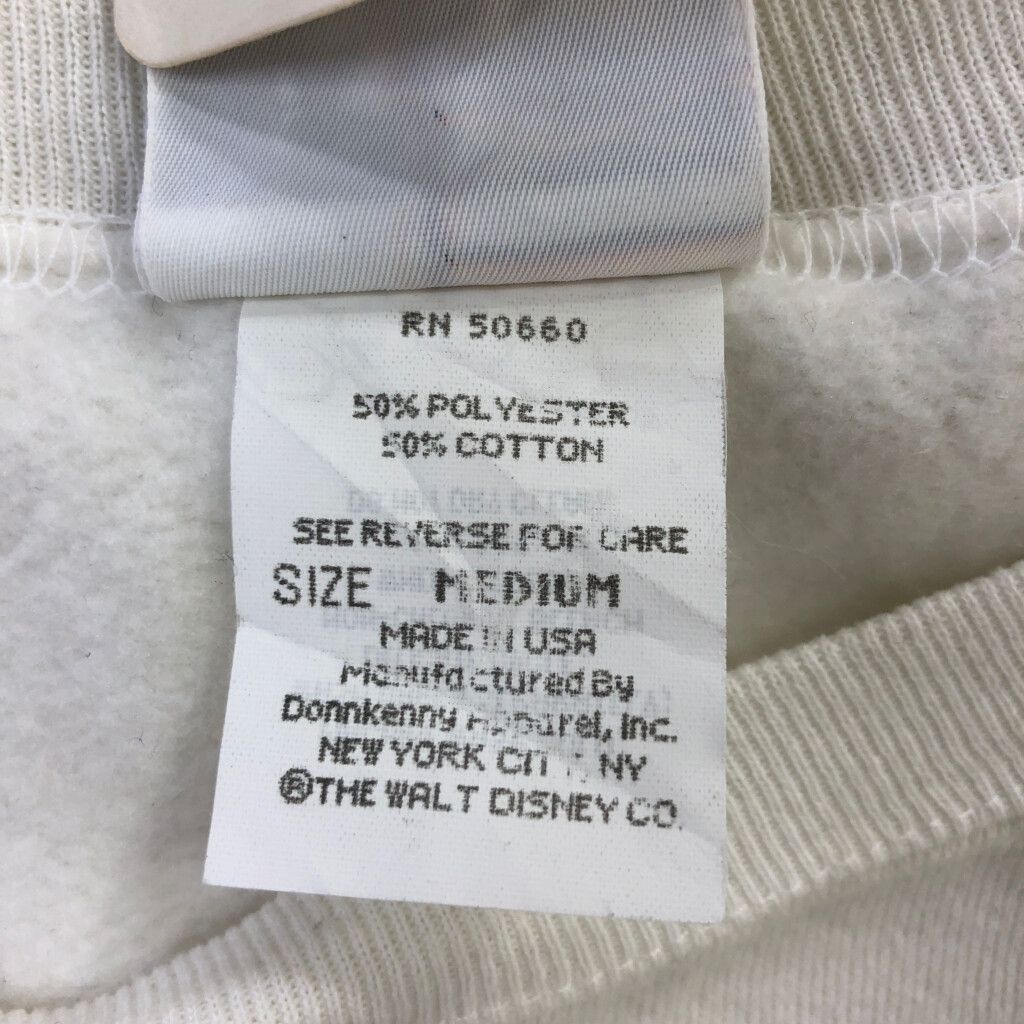 RN 50660
50% POLYESTER
50% COTTON
SEE REVERSE FOR CARE
SIZE MEDIUM
MADE IN USA
Manufactured By
Donnkenny Apparel, Inc.
NEW YORK CITY, NY
©THE WALT DISNEY CO.